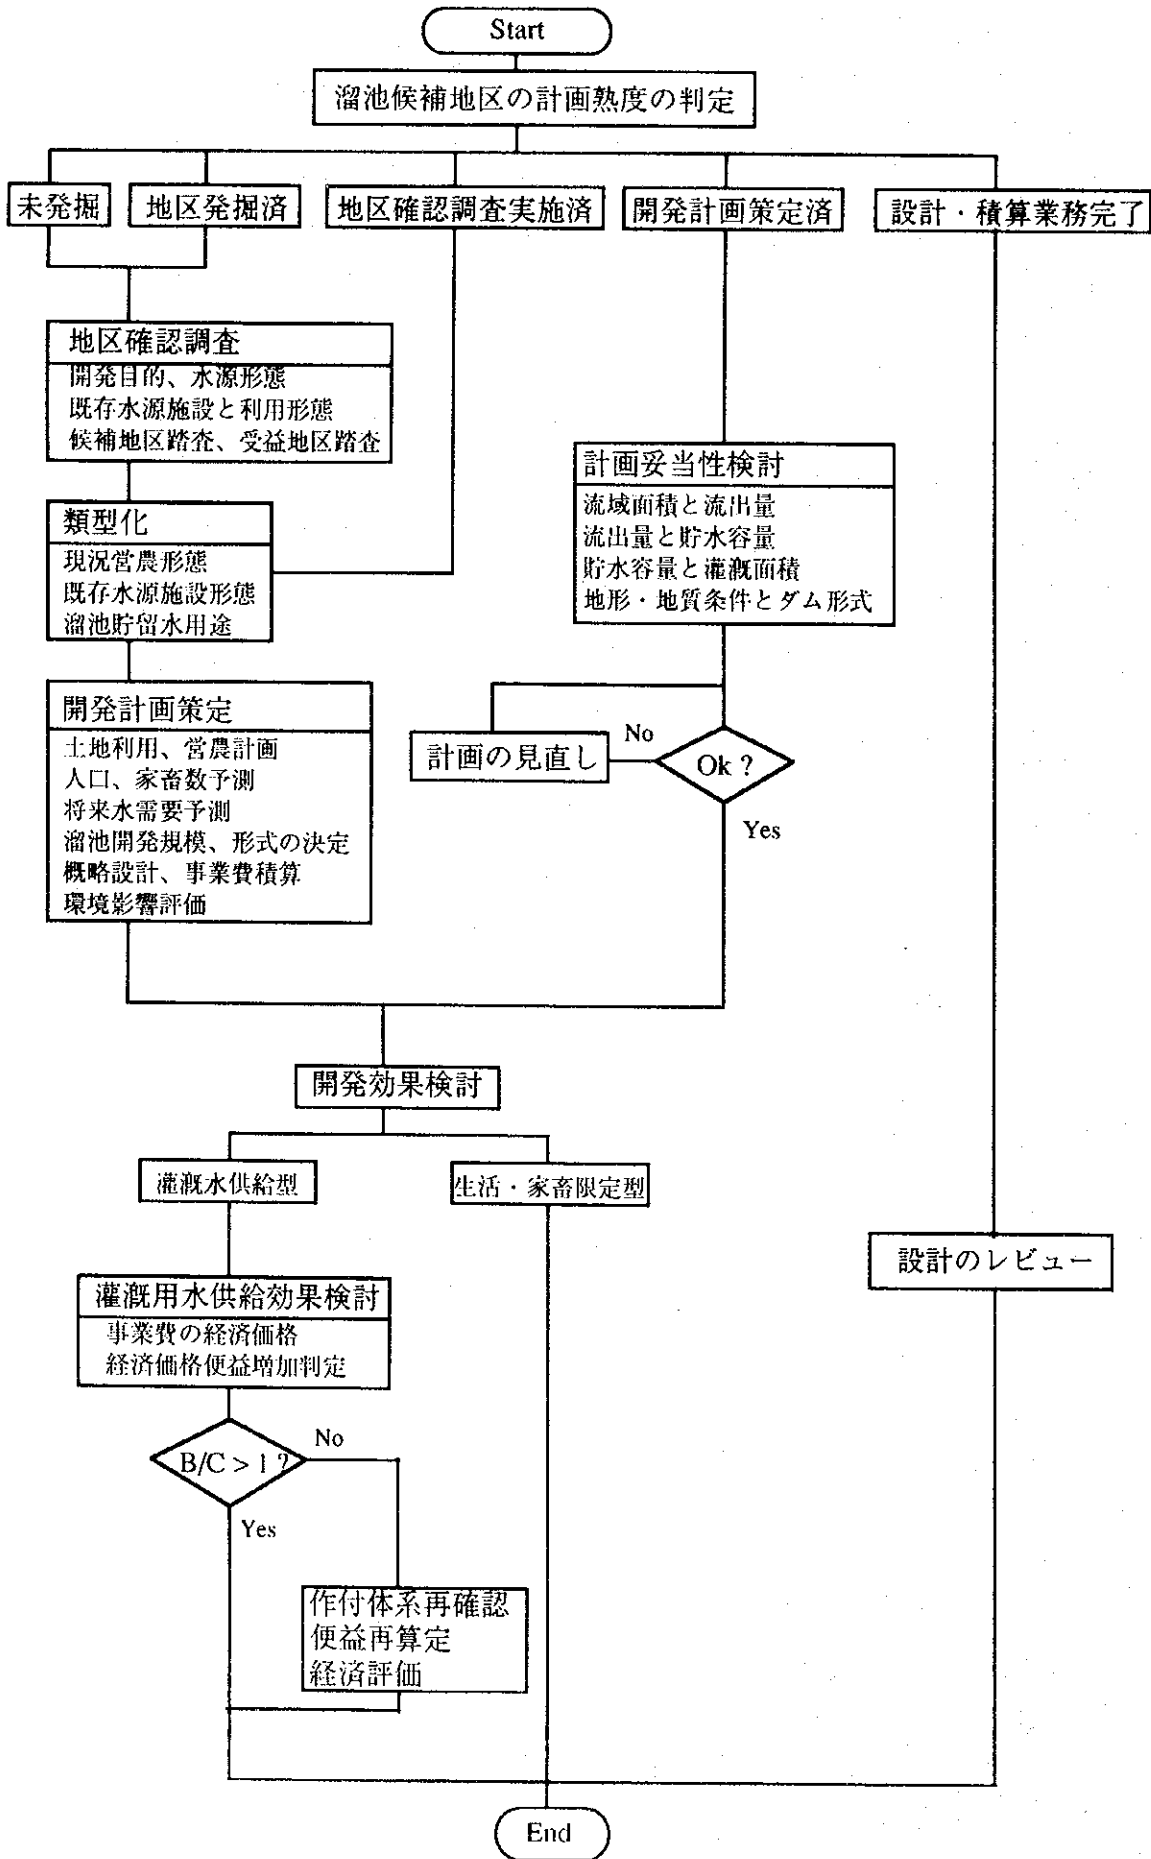 Start
溜池候補地区の計画熟度の判定
未発掘
地区発掘済
地区確認調査実施済
開発計画策定済
設計・積算業務完了
地区確認調査
開発目的、水源形態
既存水源施設と利用形態
候補地区踏査、受益地区踏査
計画妥当性検討
流域面積と流出量
流出量と貯水容量
貯水容量と灌漑面積
地形・地質条件とダム形式
類型化
現況営農形態
既存水源施設形態
溜池貯留水用途
開発計画策定
土地利用、営農計画
人口、家畜数予測
将来水需要予測
溜池開発規模、形式の決定
概略設計、事業費積算
環境影響評価
計画の見直し
No
Ok ?
Yes
開発効果検討
灌漑水供給型
生活・家畜限定型
設計のレビュー
灌漑用水供給効果検討
事業費の経済価格
経済価格便益増加判定
B/C > 1 ?
No
Yes
作付体系再確認
便益再算定
経済評価
End